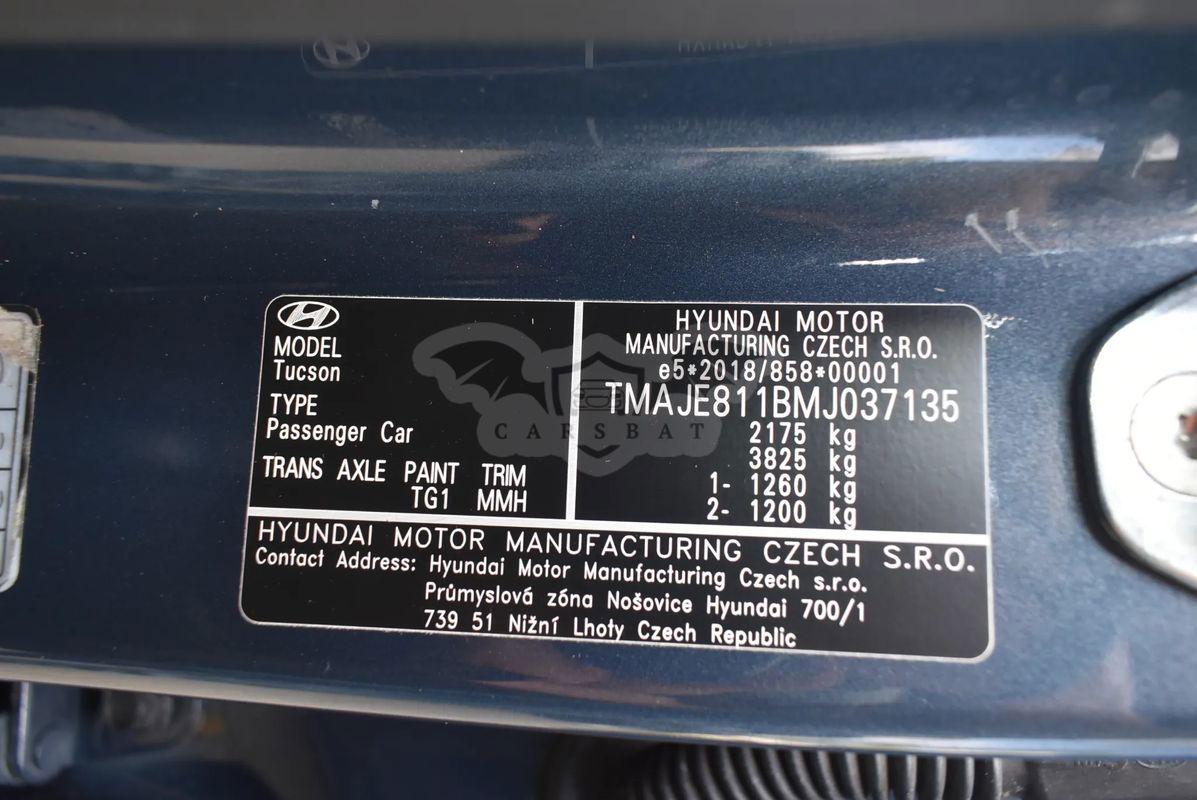 MODEL
Tucson
TYPE
Passenger Car
TRANS AXLE PAINT TRIM
TG1 MMH
HYUNDAI MOTOR
MANUFACTURING CZECH S.R.O.
e5*2018/858*00001
TMAJE811BMJ037135
2175 kg
3825 kg
1- 1260 kg
2- 1200 kg
HYUNDAI MOTOR MANUFACTURING CZECH S.R.O.
Contact Address: Hyundai Motor Manufacturing Czech s.r.o.
Průmyslová zóna Nošovice Hyundai 700/1
739 51 Nižní Lhoty Czech Republic
CARSBAT